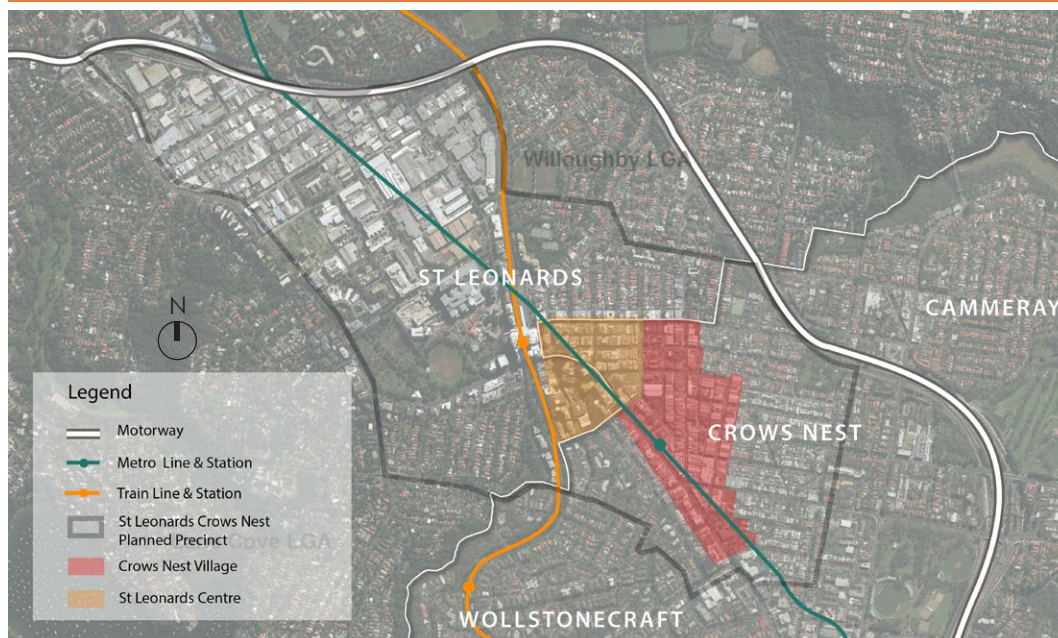 Willoughby LGA
ST LEONARDS
CAMMERAY
N
CROWS NEST
WOLLSTONECRAFT
Legend
Motorway
Metro Line & Station
Train Line & Station
St Leonards Crows Nest
Planned Precinct
Cove LGA
Crows Nest Village
St Leonards Centre